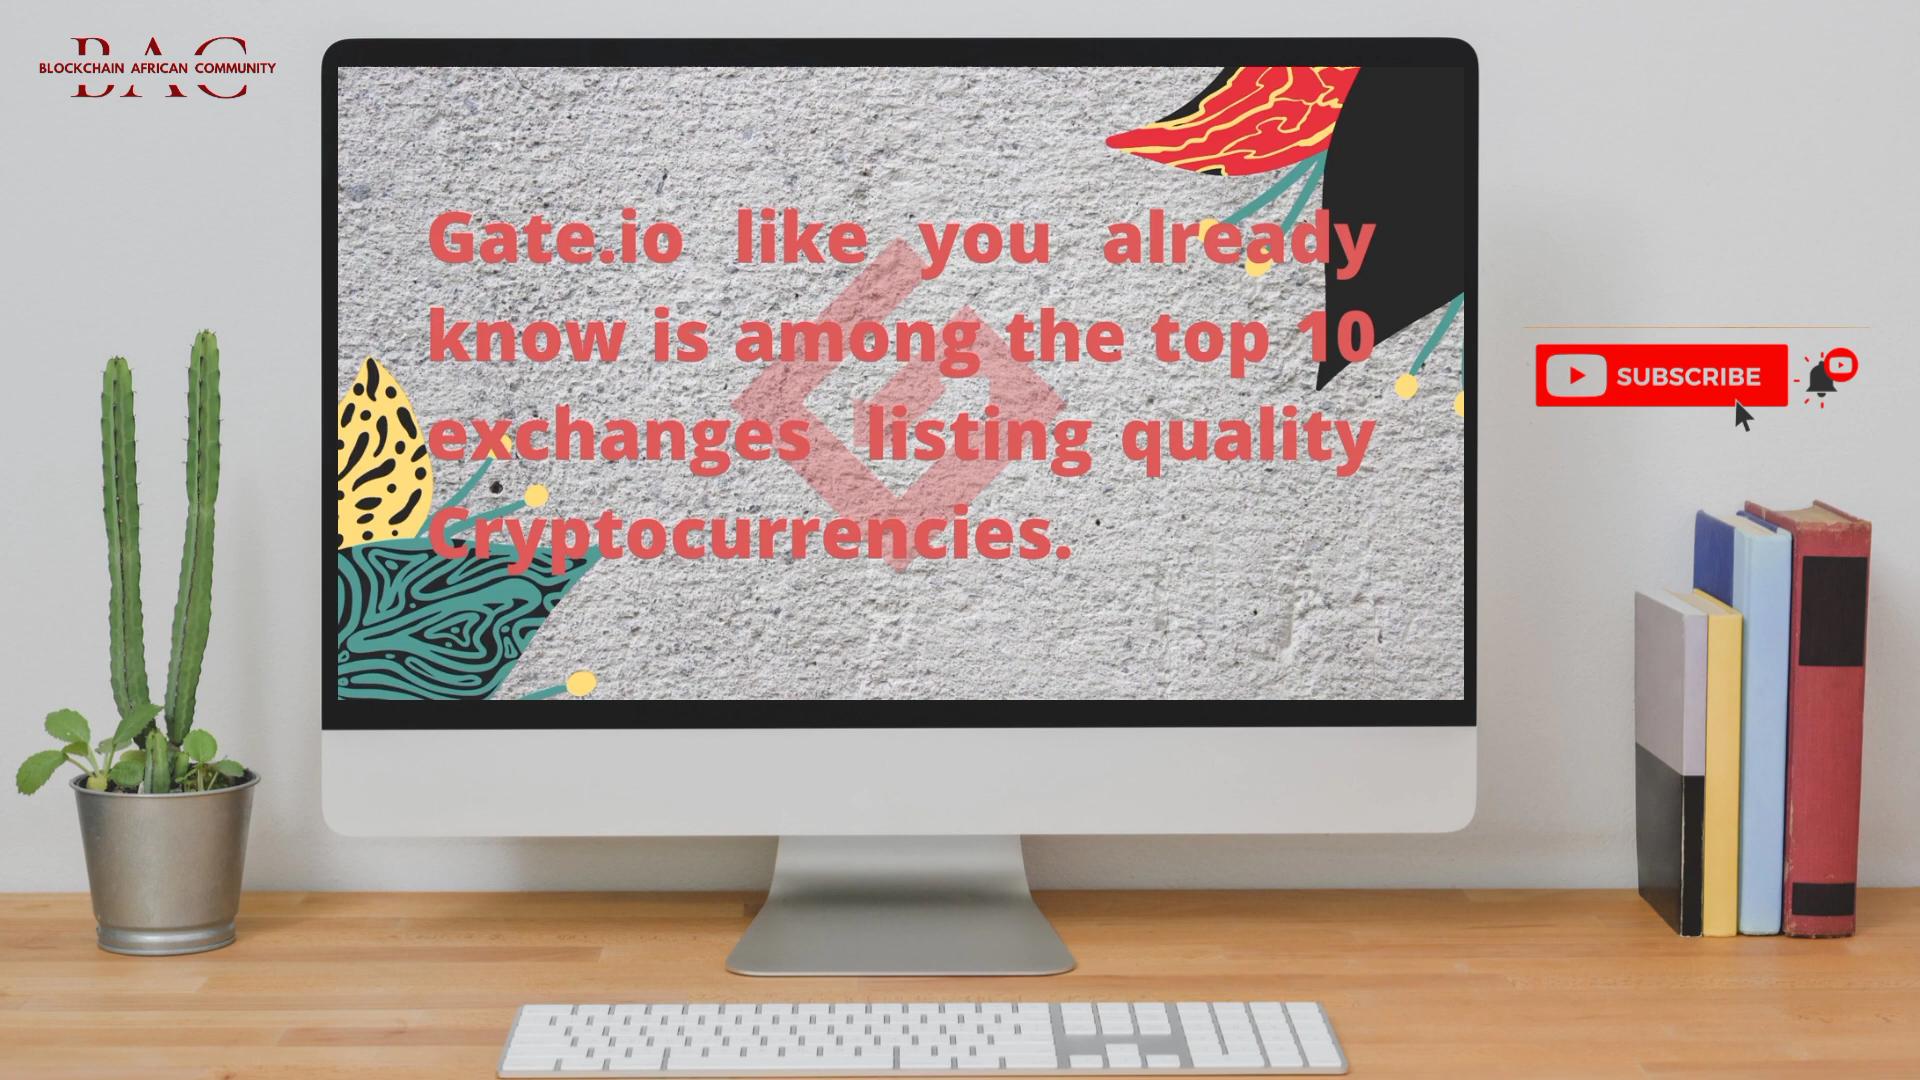 BAC
BLOCKCHAIN AFRICAN COMMUNITY
Gate.io like you already
know is among the top 10
exchanges listing quality
Cryptocurrencies.
SUBSCRIBE